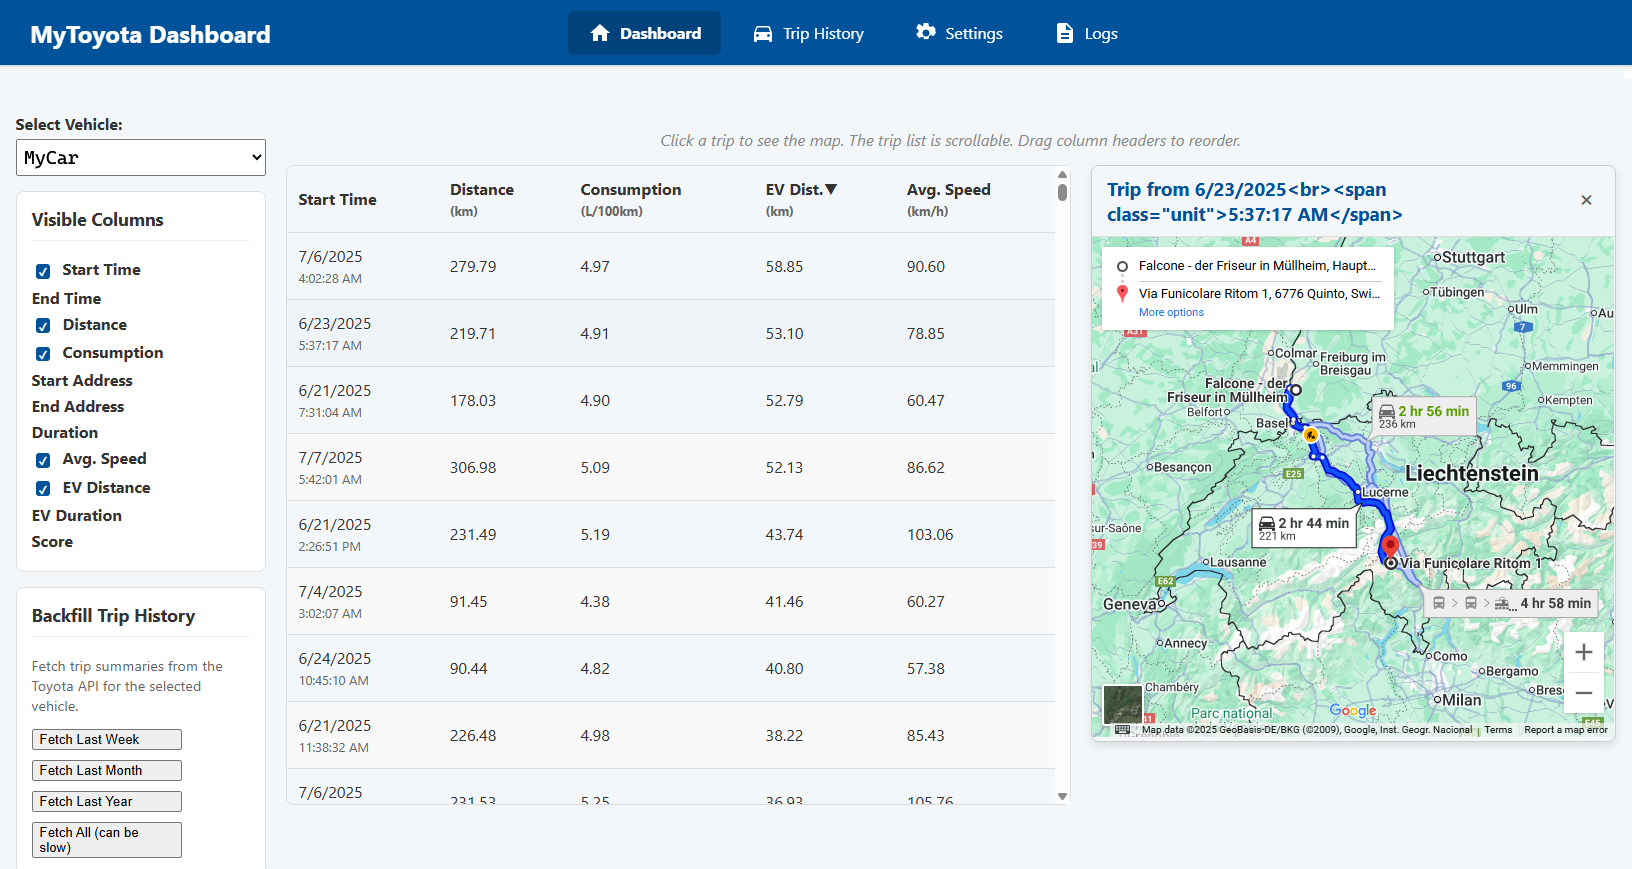 MyToyota Dashboard
Dashboard
Trip History
Settings
Logs
Select Vehicle:
MyCar
Click a trip to see the map. The trip list is scrollable. Drag column headers to reorder.
Visible Columns
Start Time
End Time
Distance
Consumption
Start Address
End Address
Duration
Avg. Speed
EV Distance
EV Duration
Score
Backfill Trip History
Fetch trip summaries from the
Toyota API for the selected
vehicle.
Fetch Last Week
Fetch Last Month
Fetch Last Year
Fetch All (can be
slow)
Start Time
Distance
(km)
Consumption
(L/100km)
EV Dist.▼
(km)
Avg. Speed
(km/h)
7/6/2025
4:02:28 AM
279.79
4.97
58.85
90.60
6/23/2025
5:37:17 AM
219.71
4.91
53.10
78.85
6/21/2025
7:31:04 AM
178.03
4.90
52.79
60.47
7/7/2025
5:42:01 AM
306.98
5.09
52.13
86.62
6/21/2025
2:26:51 PM
231.49
5.19
43.74
103.06
7/4/2025
3:02:07 AM
91.45
4.38
41.46
60.27
6/24/2025
10:45:10 AM
90.44
4.82
40.80
57.38
6/21/2025
11:38:32 AM
226.48
4.98
38.22
85.43
7/6/2025
231.53
5.25
36.93
105.76
Trip from 6/23/2025<br><span
class="unit">5:37:17 AM</span>
×
A4
Falcone - der Friseur in Müllheim, Haupt...
Via Funicolare Ritom 1, 6776 Quinto, Swi...
More options
Stuttgart
Tübingen
Ulm
Au
7
A31
Colmar
Freiburg im
Breisgau
Memmingen
96
Falcone - der
Friseur in Müllheim
Kempten
Belfort
Basel
2 hr 56 min
236 km
Besançon
E25
Liechtenstein
Lucerne
2 hr 44 min
221 km
sur-Saône
39
Lausanne
Via Funicolare Ritom 1
E62
Geneva
4 hr 58 min
Annecy
Como
Bergamo
Bres
Chambéry
Milan
Parc national
Google
41
E45
Map data ©2025 GeoBasis-DE/BKG (©2009), Google, Inst. Geogr. Nacional
Terms
Report a map error